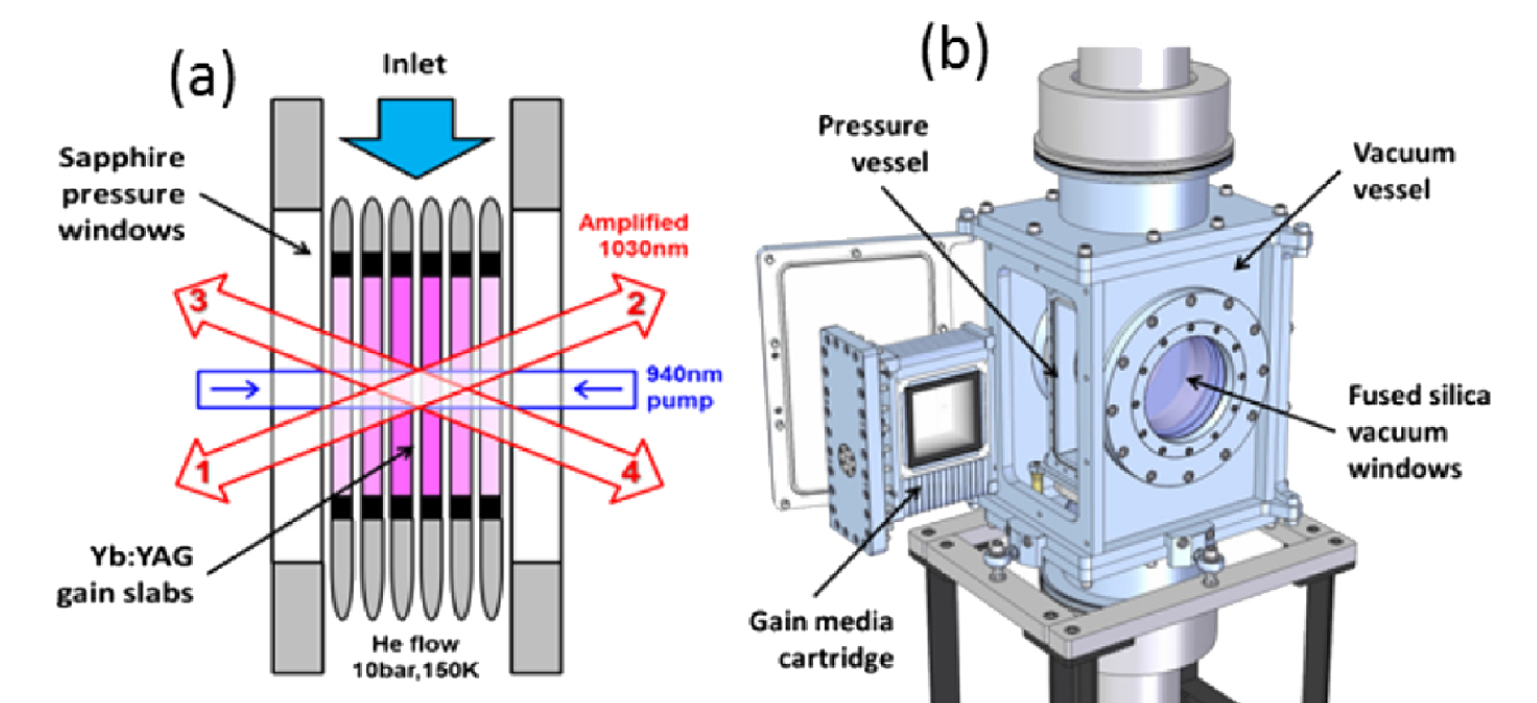 (a)
Inlet
Sapphire
pressure
windows
Amplified
1030nm
3
2
940nm
pump
1
4
Yb:YAG
gain slabs
He flow
10bar,150K
(b)
Pressure
vessel
Vacuum
vessel
Fused silica
vacuum
windows
Gain media
cartridge